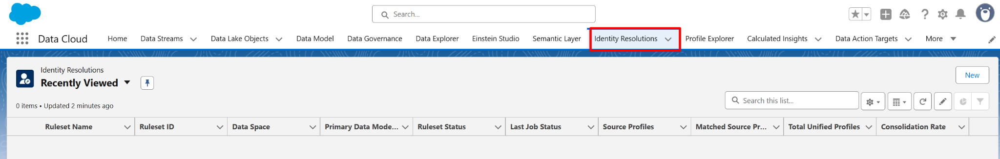 Search...
Data Cloud Home Data Streams Data Lake Objects Data Model Data Governance Data Explorer Einstein Studio Semantic Layer Identity Resolutions Profile Explorer Calculated Insights Data Action Targets More
Identity Resolutions
Recently Viewed
New
0 items • Updated 2 minutes ago
Search this list...
Ruleset Name Ruleset ID Data Space Primary Data Mode... Ruleset Status Last Job Status Source Profiles Matched Source Pr... Total Unified Profiles Consolidation Rate